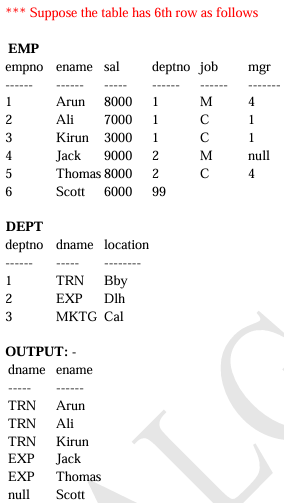 *** Suppose the table has 6th row as follows
EMP
empno ename sal deptno job mgr
------ ------ ----- ------ ------ -------
1 Arun 8000 1 M 4
2 Ali 7000 1 C 1
3 Kirun 3000 1 C 1
4 Jack 9000 2 M null
5 Thomas 8000 2 C 4
6 Scott 6000 99
DEPT
deptno dname location
------ ----- --------
1 TRN Bby
2 EXP Dlh
3 MKTG Cal
OUTPUT: -
dname ename
----- ------
TRN Arun
TRN Ali
TRN Kirun
EXP Jack
EXP Thomas
null Scott